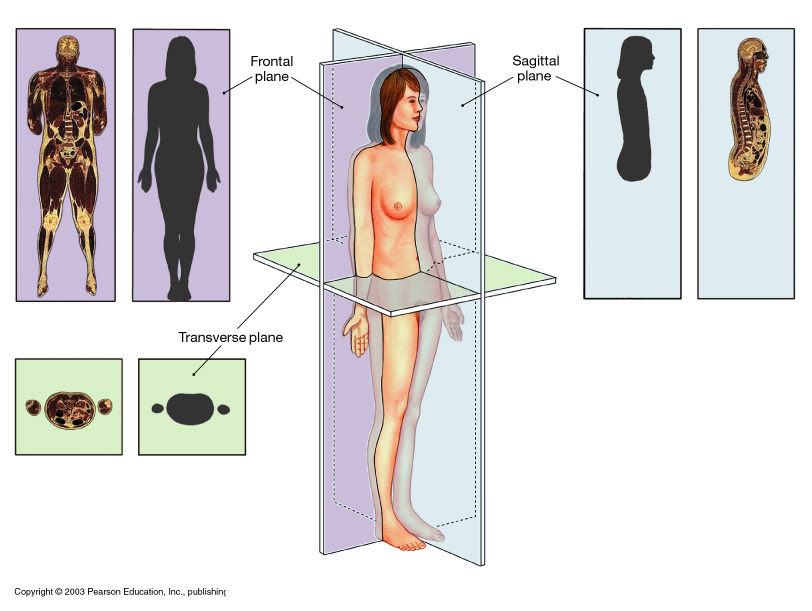 Frontal
plane
Sagittal
plane
Transverse plane
Copyright © 2003 Pearson Education, Inc., publishing